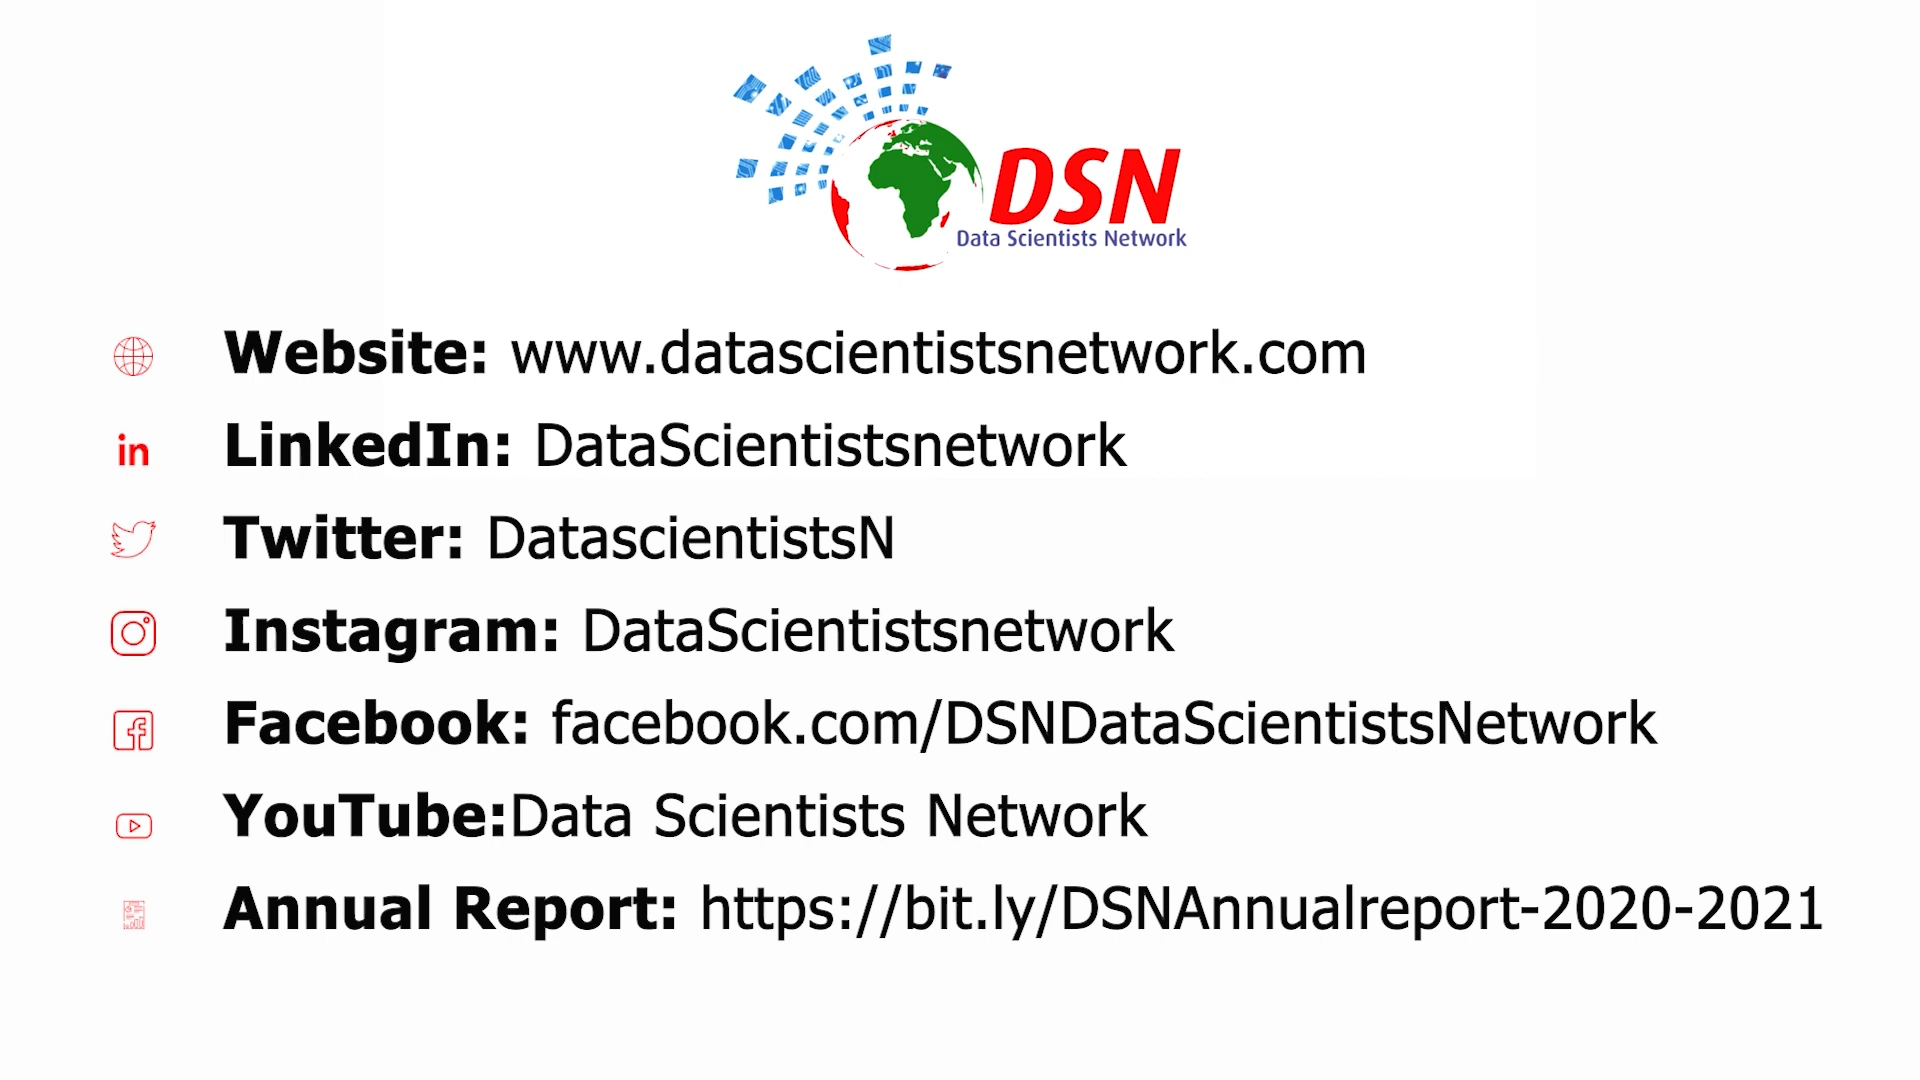 DSN
Data Scientists Network
Website: www.datascientistsnetwork.com
in
LinkedIn: DataScientistsnetwork
Twitter: DatascientistsN
Instagram: DataScientistsnetwork
Facebook: facebook.com/DSNDataScientistsNetwork
YouTube:Data Scientists Network
Annual Report: https://bit.ly/DSNAnnualreport-2020-2021